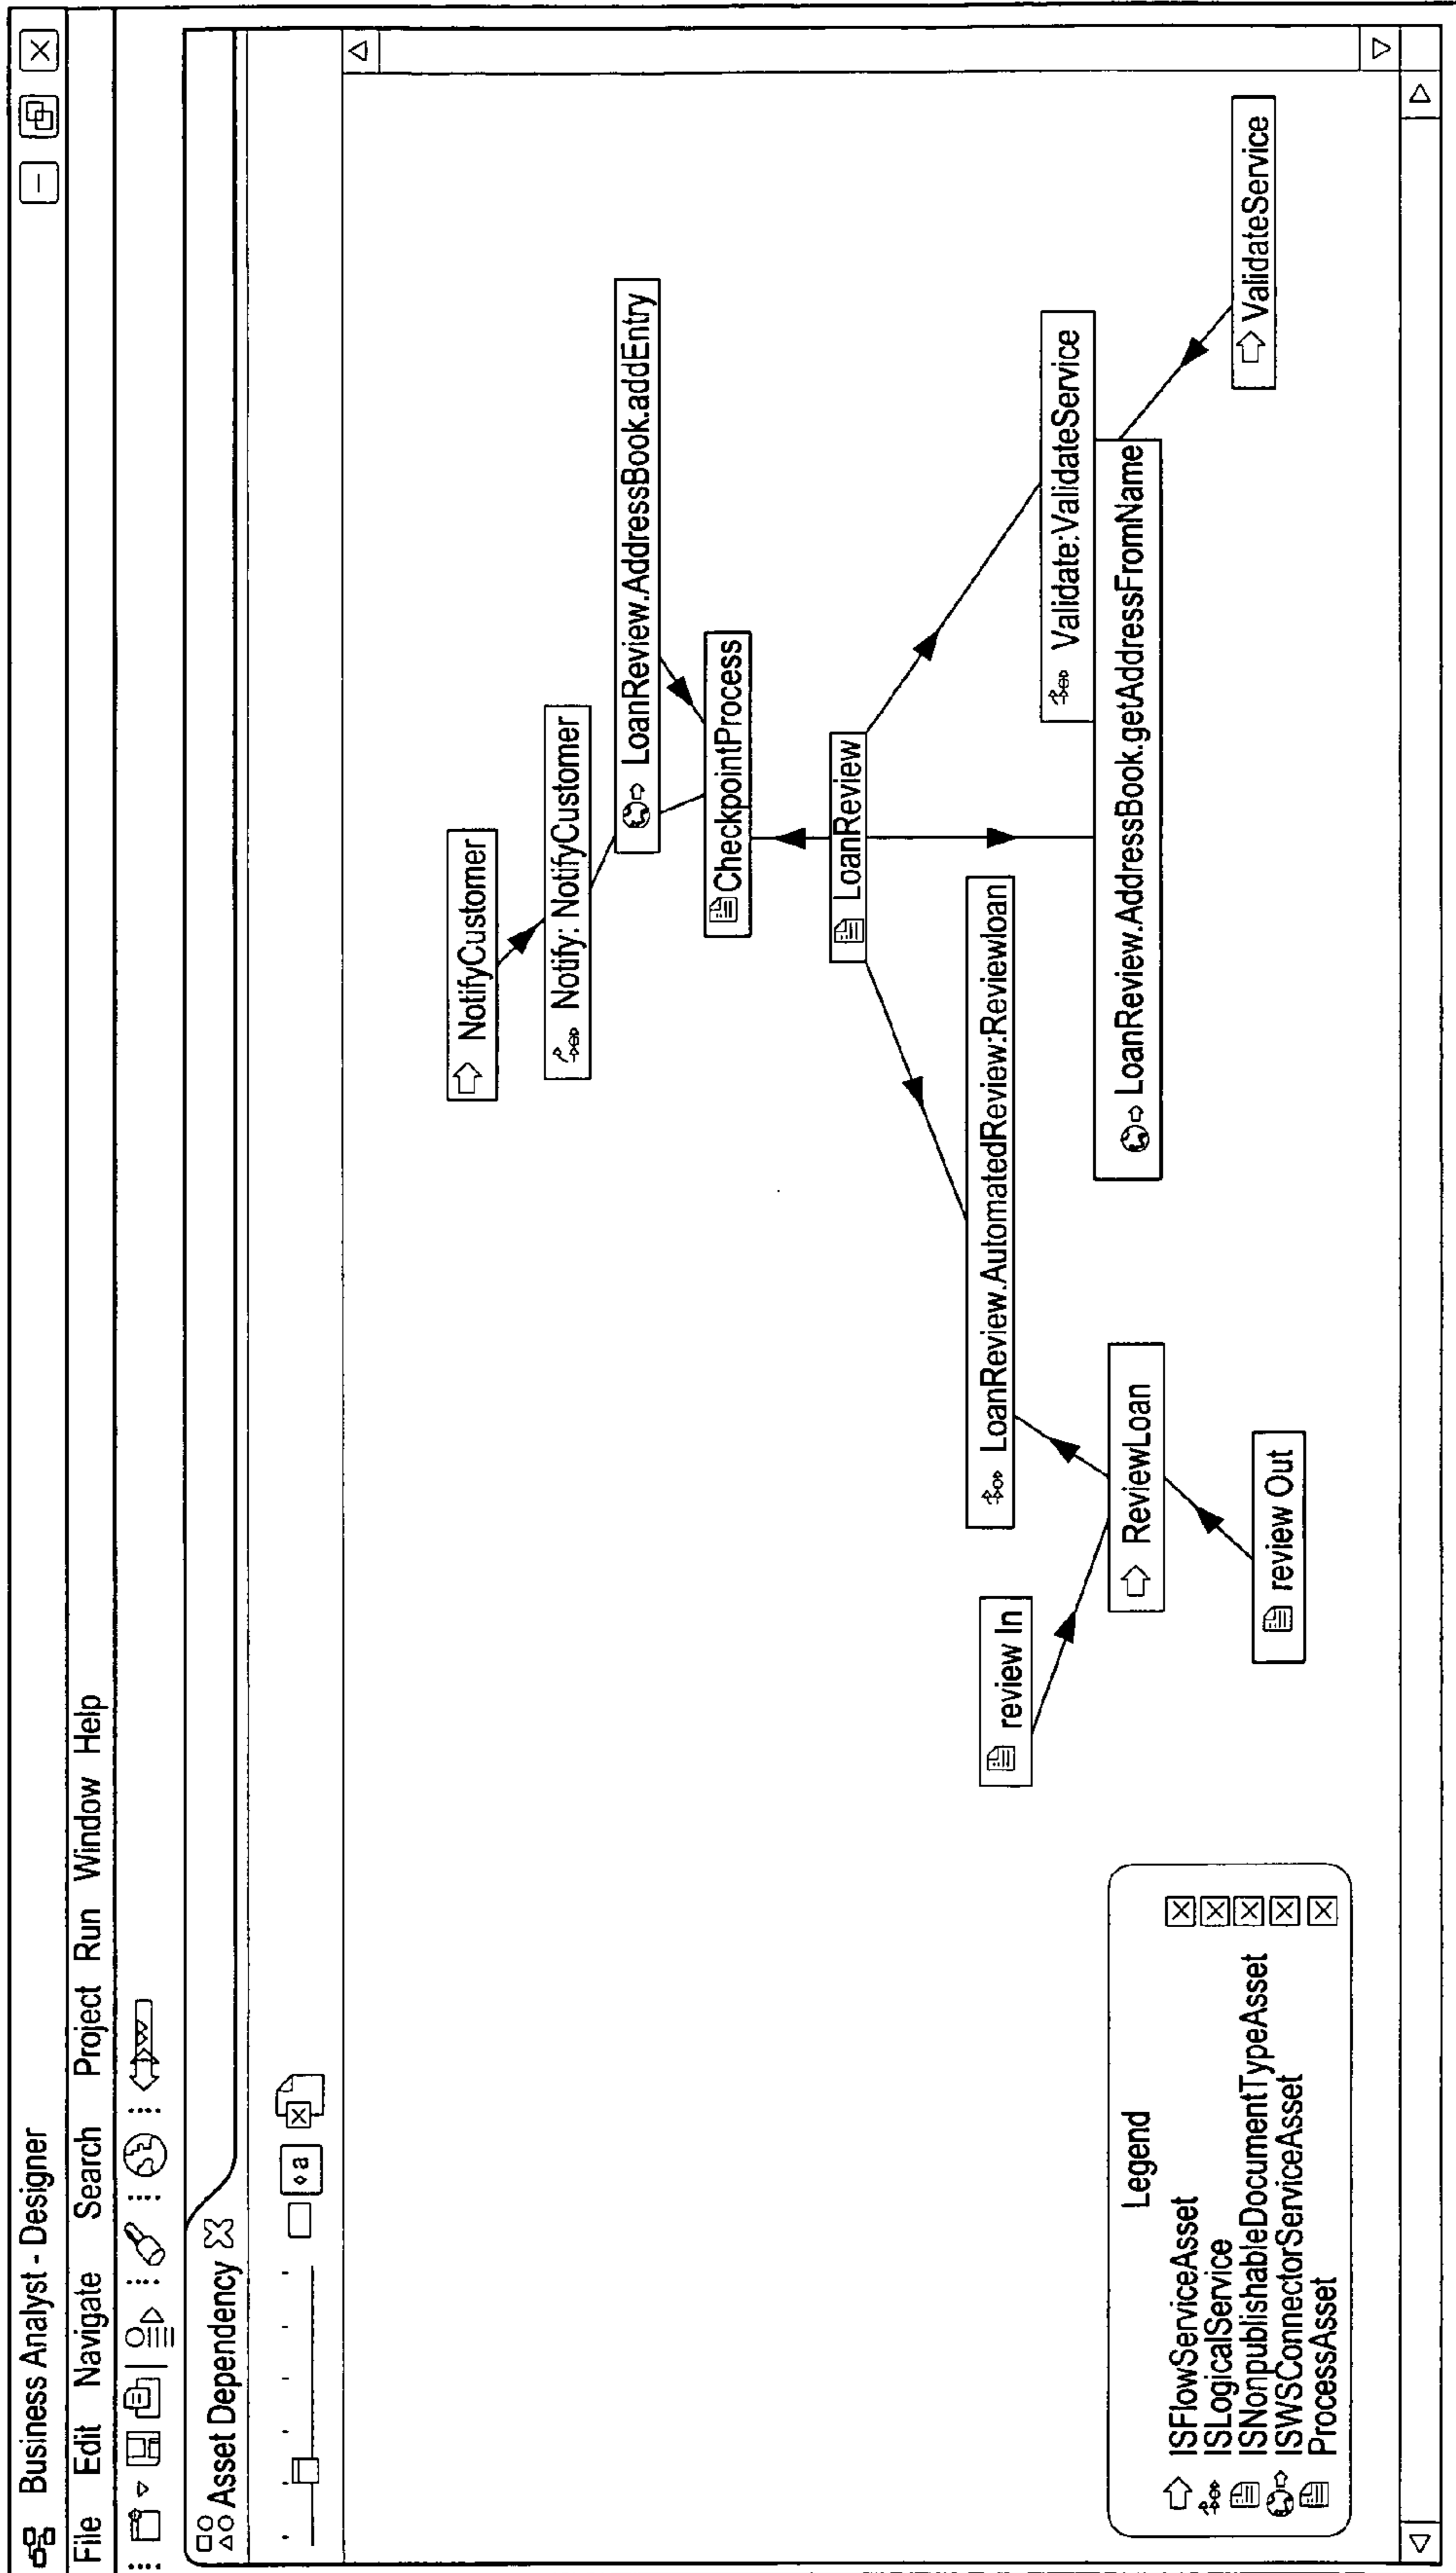 Business Analyst - Designer
File Edit Navigate Search Project Run Window Help
Asset Dependency
a
NotifyCustomer
Notify: NotifyCustomer
LoanReview.AddressBook.addEntry
CheckpointProcess
LoanReview
LoanReview.AutomatedReview:Reviewloan
Validate:ValidateService
LoanReview.AddressBook.getAddressFromName
ValidateService
review In
ReviewLoan
review Out
Legend
ISFlowServiceAsset
ISLogicalService
ISNonpublishableDocumentTypeAsset
ISWSConnectorServiceAsset
ProcessAsset